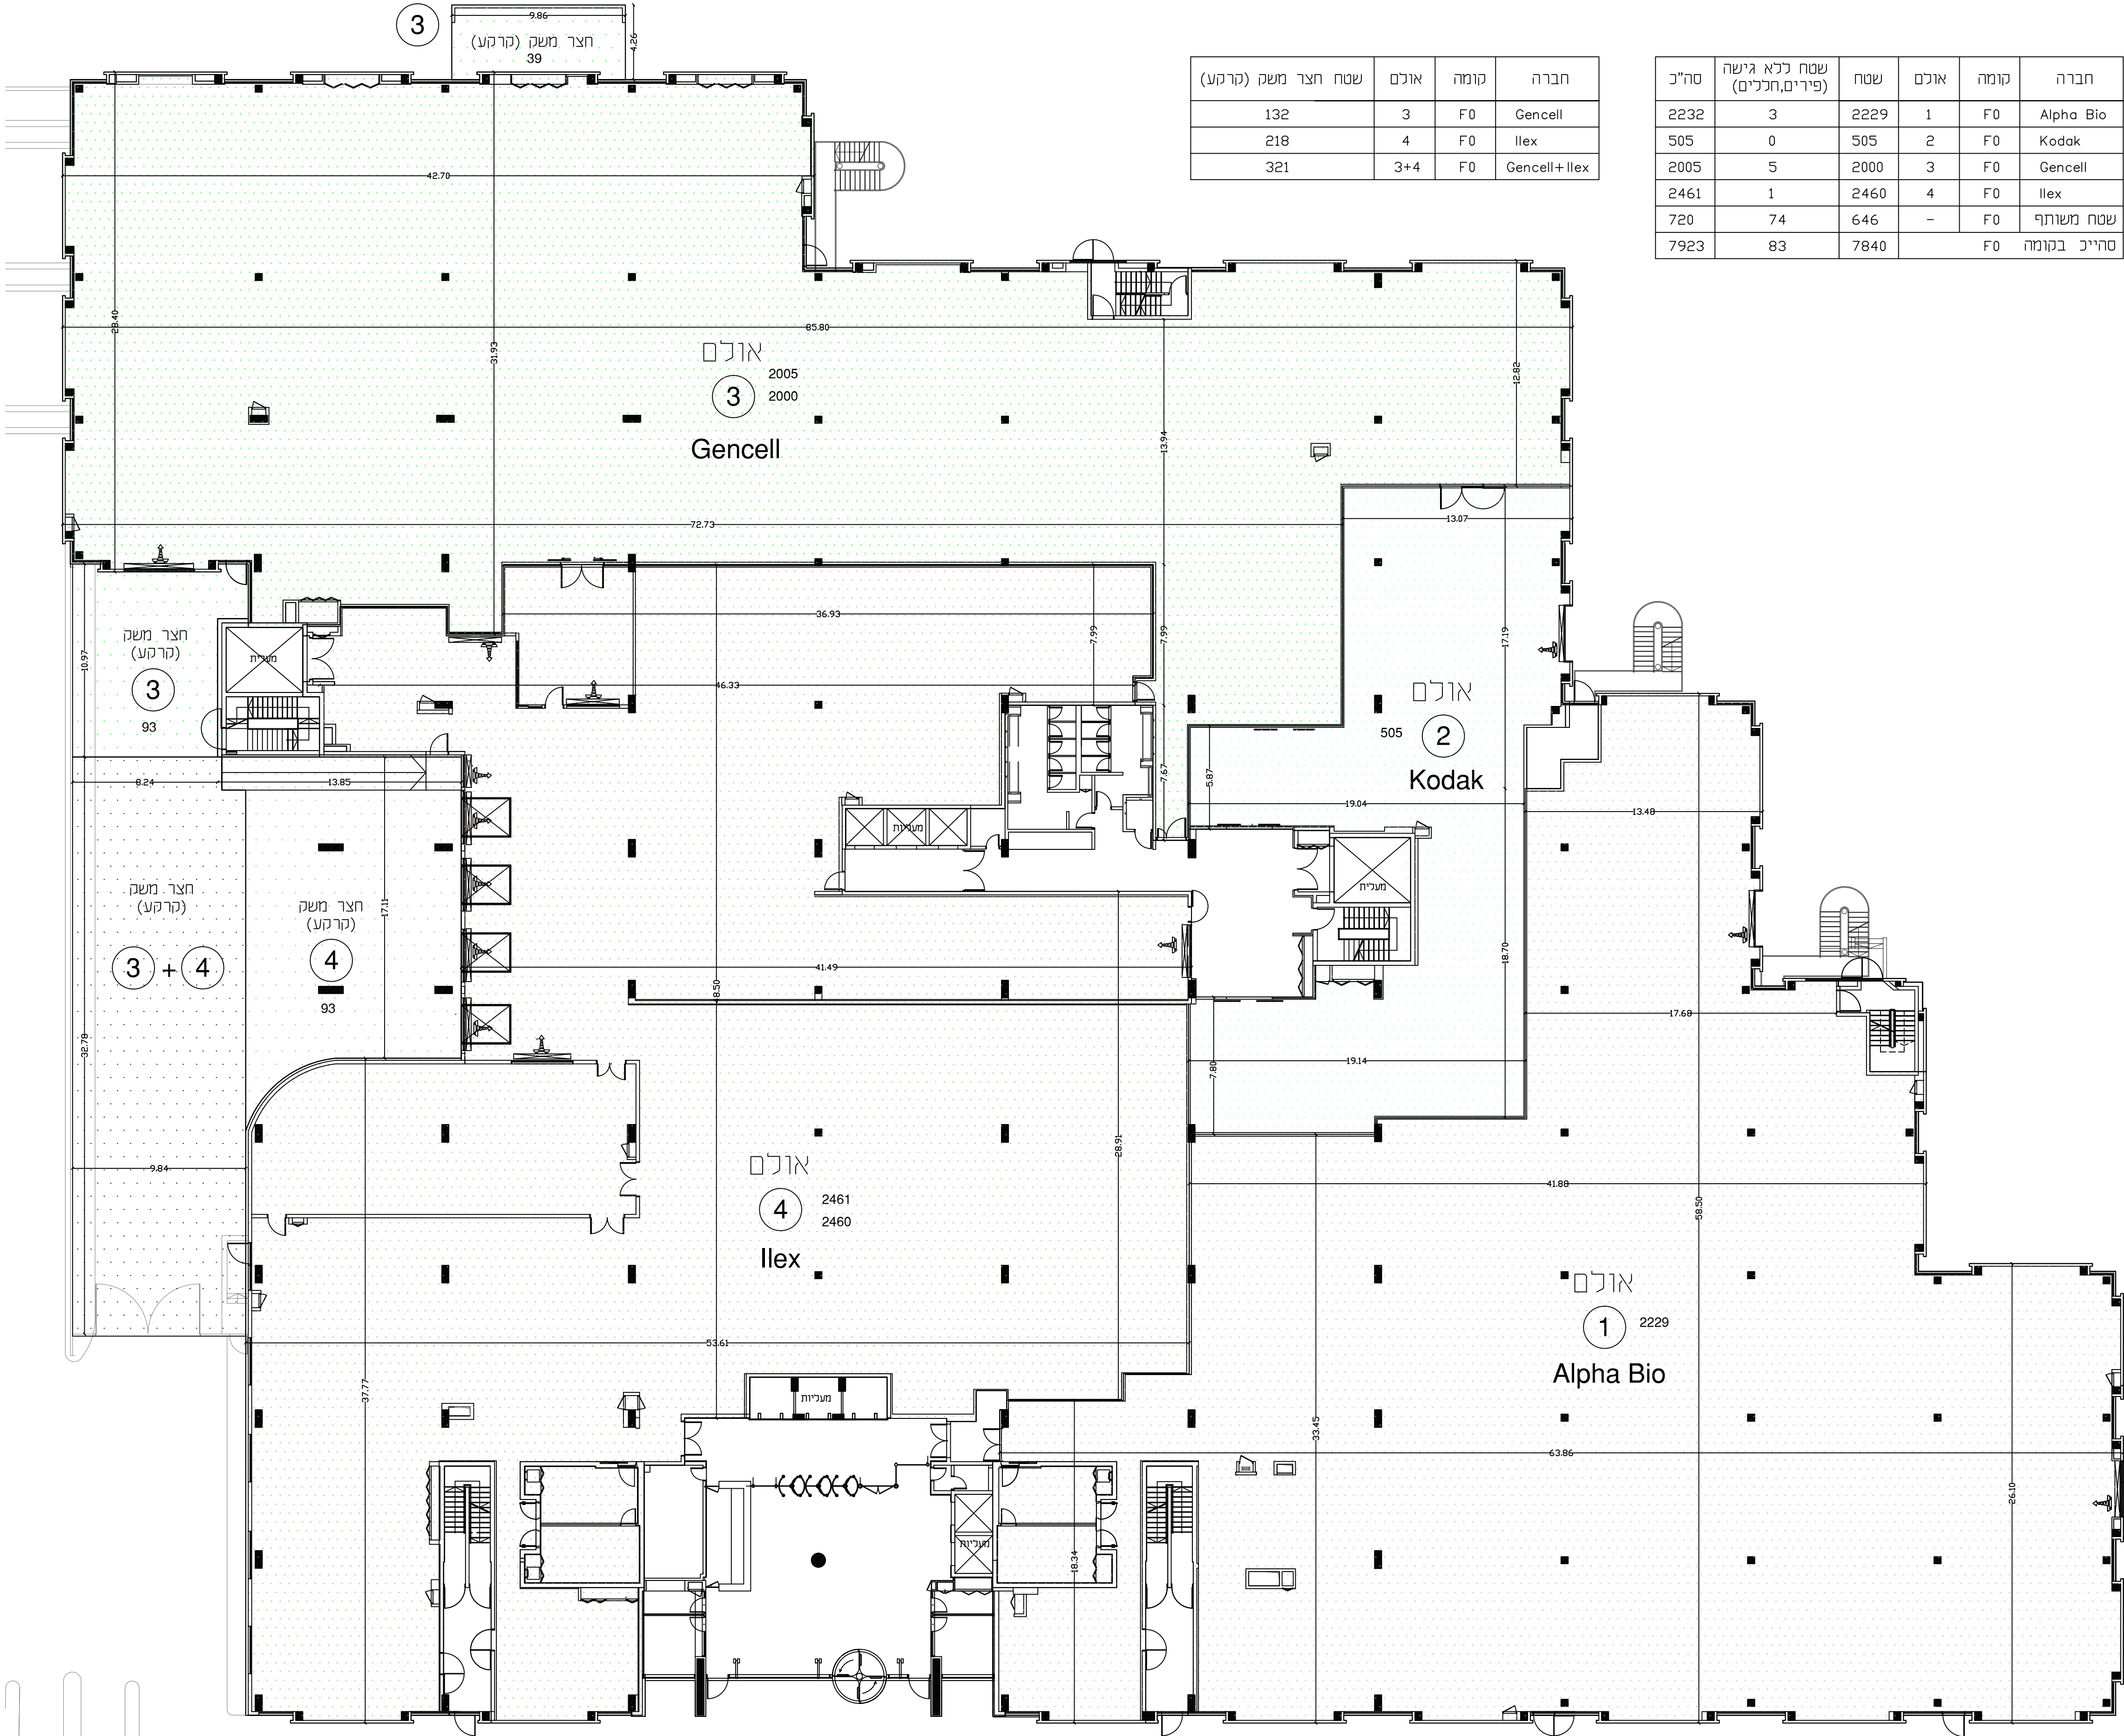 3
9.86
4.26
חצר משק (קרקע)
39
חברה קומה אולם שטח חצר משק (קרקע)
Gencell F0 3 132
Ilex F0 4 218
Gencell+Ilex F0 3+4 321
חברה קומה אולם שטח שטח ללא גישה (פירים,חללים) סה"כ
Alpha Bio F0 1 2229 3 2232
Kodak F0 2 505 0 505
Gencell F0 3 2000 5 2005
Ilex F0 4 2460 1 2461
שטח משותף F0 - 646 74 720
סהייכ בקומה F0 7840 83 7923
42.70
28.40
31.93
85.80
12.82
אולם
3
2005
2000
Gencell
13.94
72.73
13.07
36.93
7.99
7.99
17.19
10.97
חצר משק
(קרקע)
3
93
מעלית
46.33
אולם
2
505
Kodak
7.67
5.87
19.04
13.48
8.24
13.85
מעליות
מעלית
חצר משק
(קרקע)
3 + 4
חצר משק
(קרקע)
4
93
17.11
41.49
48.50
18.70
17.68
32.78
7.80
19.14
28.91
9.84
אולם
4
2461
2460
Ilex
41.88
58.50
אולם
1
2229
Alpha Bio
53.61
37.77
מעליות
33.45
63.86
26.10
מעליות
18.34